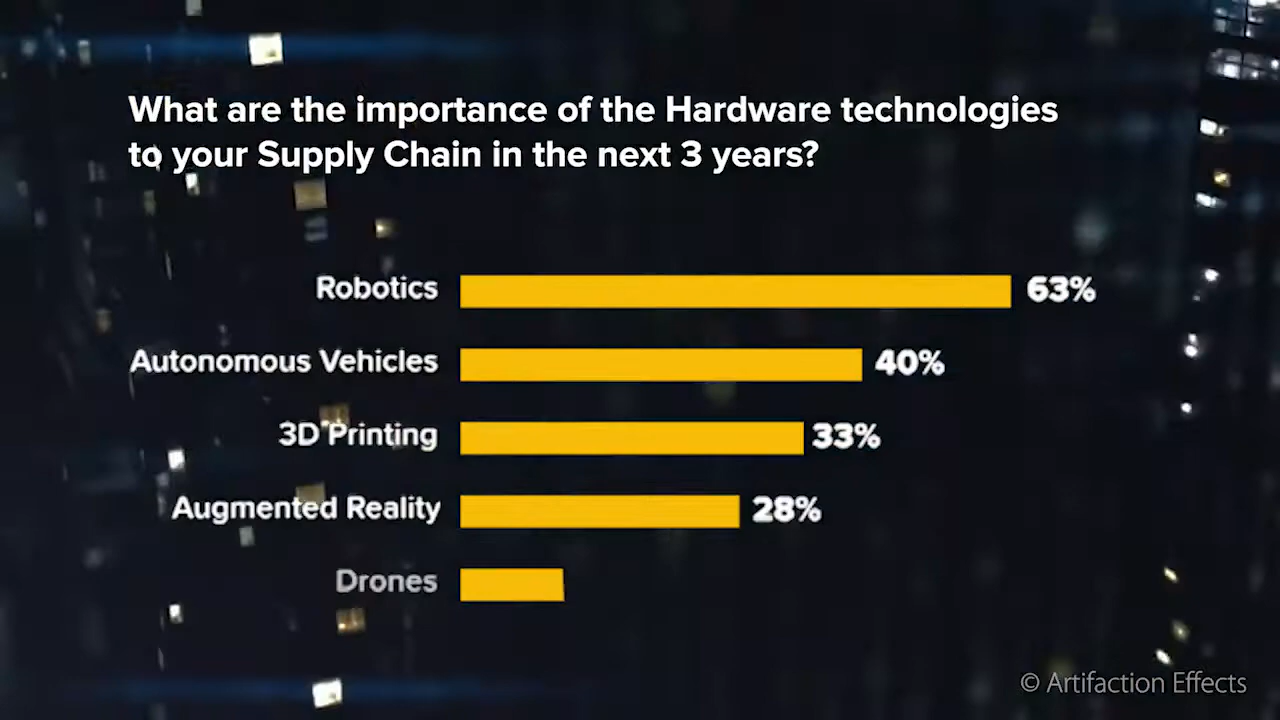 What are the importance of the Hardware technologies
to your Supply Chain in the next 3 years?
Robotics 63%
Autonomous Vehicles 40%
3D Printing 33%
Augmented Reality 28%
Drones
© Artifaction Effects